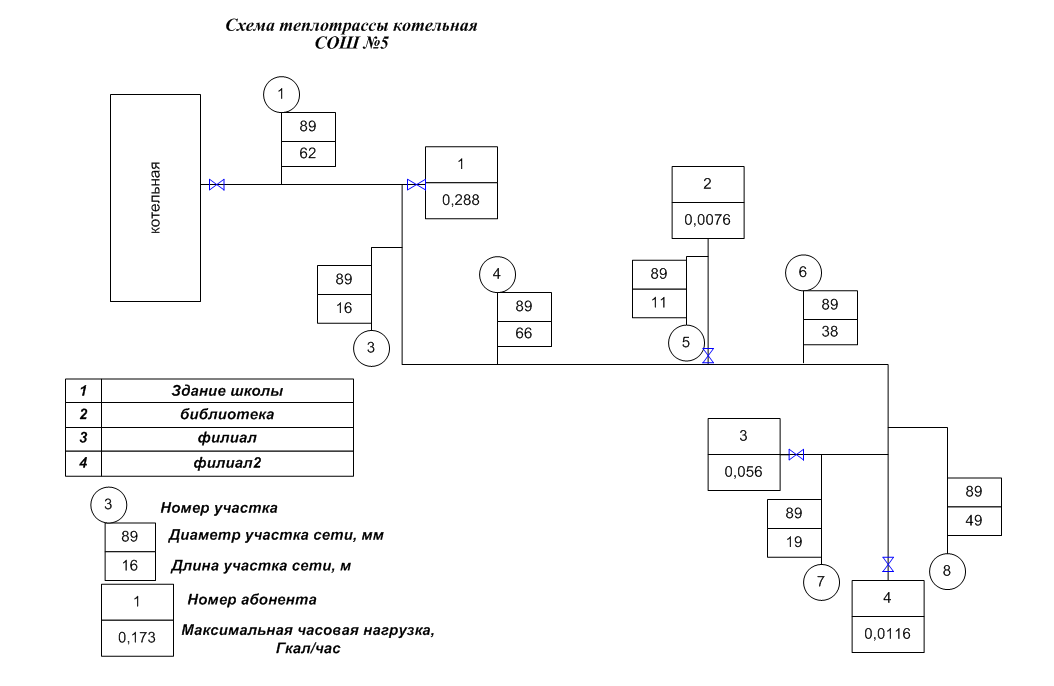 Схема теплотрассы котельная
СОШ №5
котельная
1
89
62
1
0,288
89
16
3
4
89
66
2
0,0076
89
11
5
6
89
38
1 Здание школы
2 библиотека
3 филиал
4 филиал2
3
0,056
89
19
7
89
49
8
4
0,0116
3 Номер участка
89 Диаметр участка сети, мм
16 Длина участка сети, м
1 Номер абонента
0,173 Максимальная часовая нагрузка,
Гкал/час